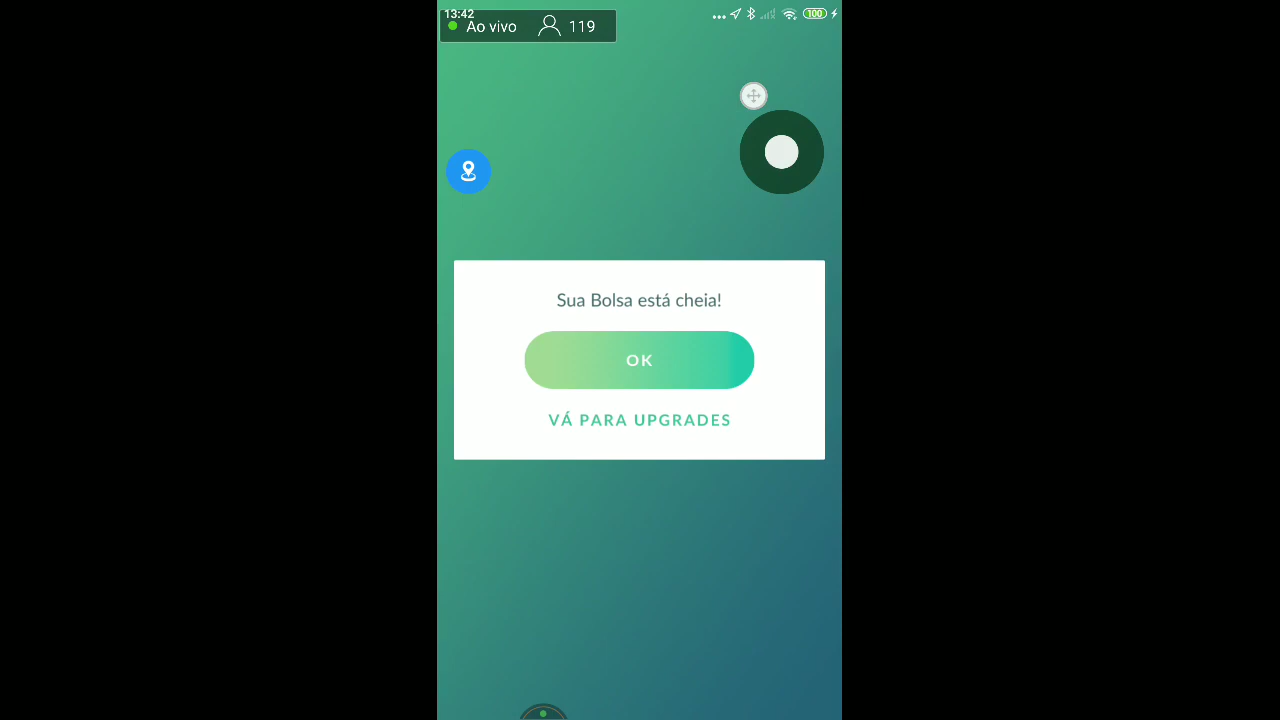 13:42
100
Ao vivo 119
Sua Bolsa está cheia!
OK
VÁ PARA UPGRADES